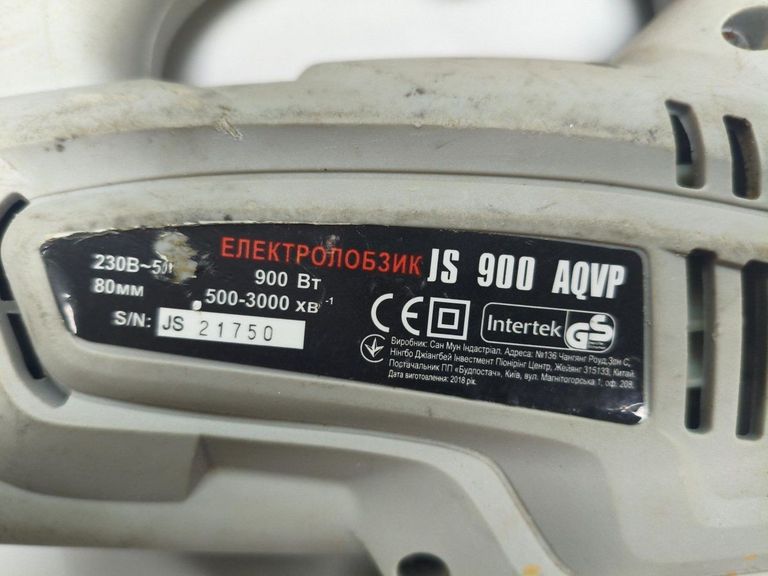 ЕЛЕКТРОЛОБЗИК JS 900 AQVP
230В~
900 Вт
80мм
500-3000 хв-1
S/N: JS 21750
CE
Intertek GS
Виробник: Сан Мун Індастріал. Адреса: №136 Чангянг Роуд, Зон С,
Нінгбо Джіангбей Інвестмент Піонірінг Центр, Жейянг 315133, Китай.
Постачальник ПП «Будпостач», Київ, вул. Магнітогорська 1, оф. 208.
Дата виготовлення: 2018 рік.